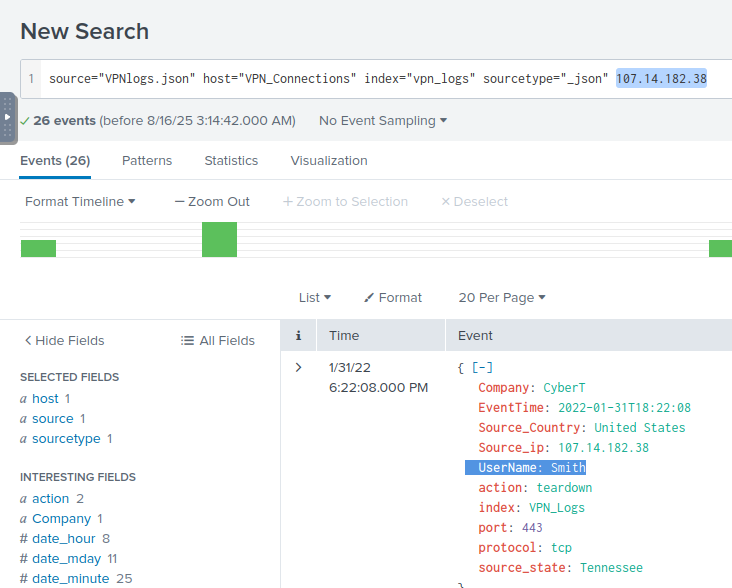 New Search
1 source="VPNlogs.json" host="VPN_Connections" index="vpn_logs" sourcetype="_json" 107.14.182.38
26 events (before 8/16/25 3:14:42.000 AM) No Event Sampling
Events (26) Patterns Statistics Visualization
Format Timeline — Zoom Out + Zoom to Selection × Deselect
List Format 20 Per Page
< Hide Fields All Fields i Time Event
SELECTED FIELDS
a host 1
a source 1
a sourcetype 1
INTERESTING FIELDS
a action 2
a Company 1
# date_hour 8
# date_mday 11
# date_minute 25
> 1/31/22
6:22:08.000 PM
{ [-]
Company: CyberT
EventTime: 2022-01-31T18:22:08
Source_Country: United States
Source_ip: 107.14.182.38
UserName: Smith
action: teardown
index: VPN_Logs
port: 443
protocol: tcp
source_state: Tennessee
}